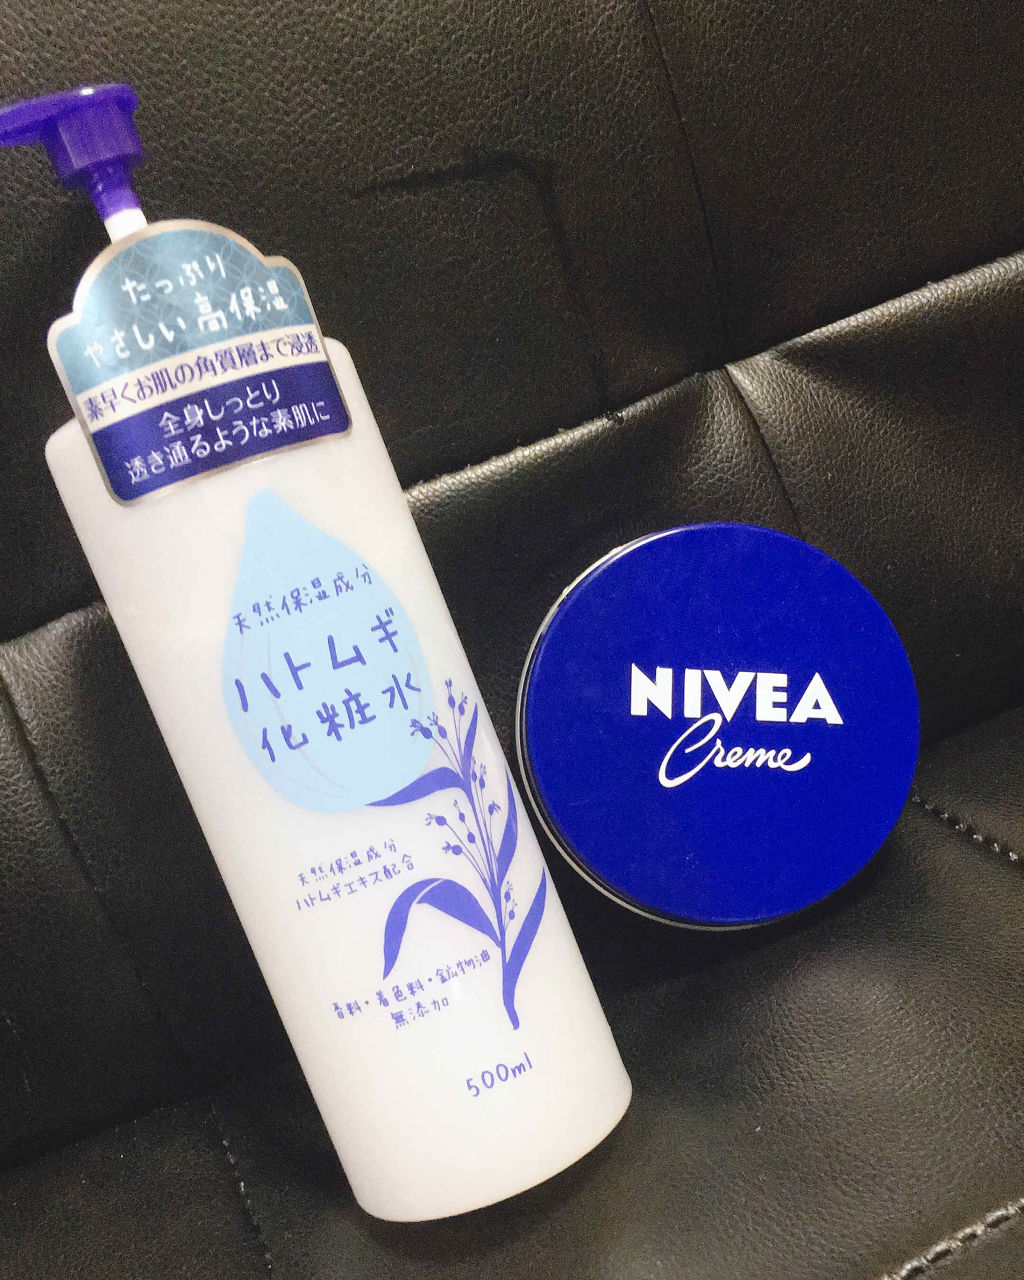 たっぷり
やさしい高保湿
素早くお肌の角質層まで浸透
全身しっとり
透き通るような素肌に
天然保湿成分
ハトムギ
化粧水
天然保湿成分
ハトムギエキス配合
香料・着色料・鉱物油
無添加
500ml
NIVEA
Creme